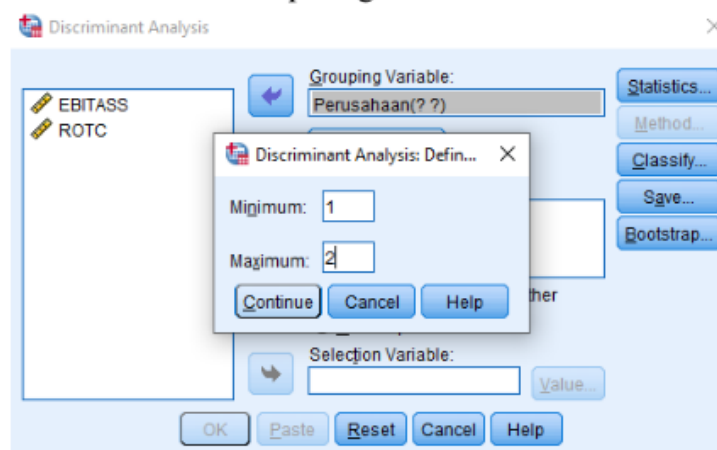 Discriminant Analysis
EBITASS
ROTC
Grouping Variable:
Perusahaan(? ?)
Statistics...
Method...
Classify...
Save...
Bootstrap...
Discriminant Analysis: Defin...
Minimum: 1
Maximum: 2
Continue Cancel Help
ther
Selection Variable:
Value...
OK Paste Reset Cancel Help